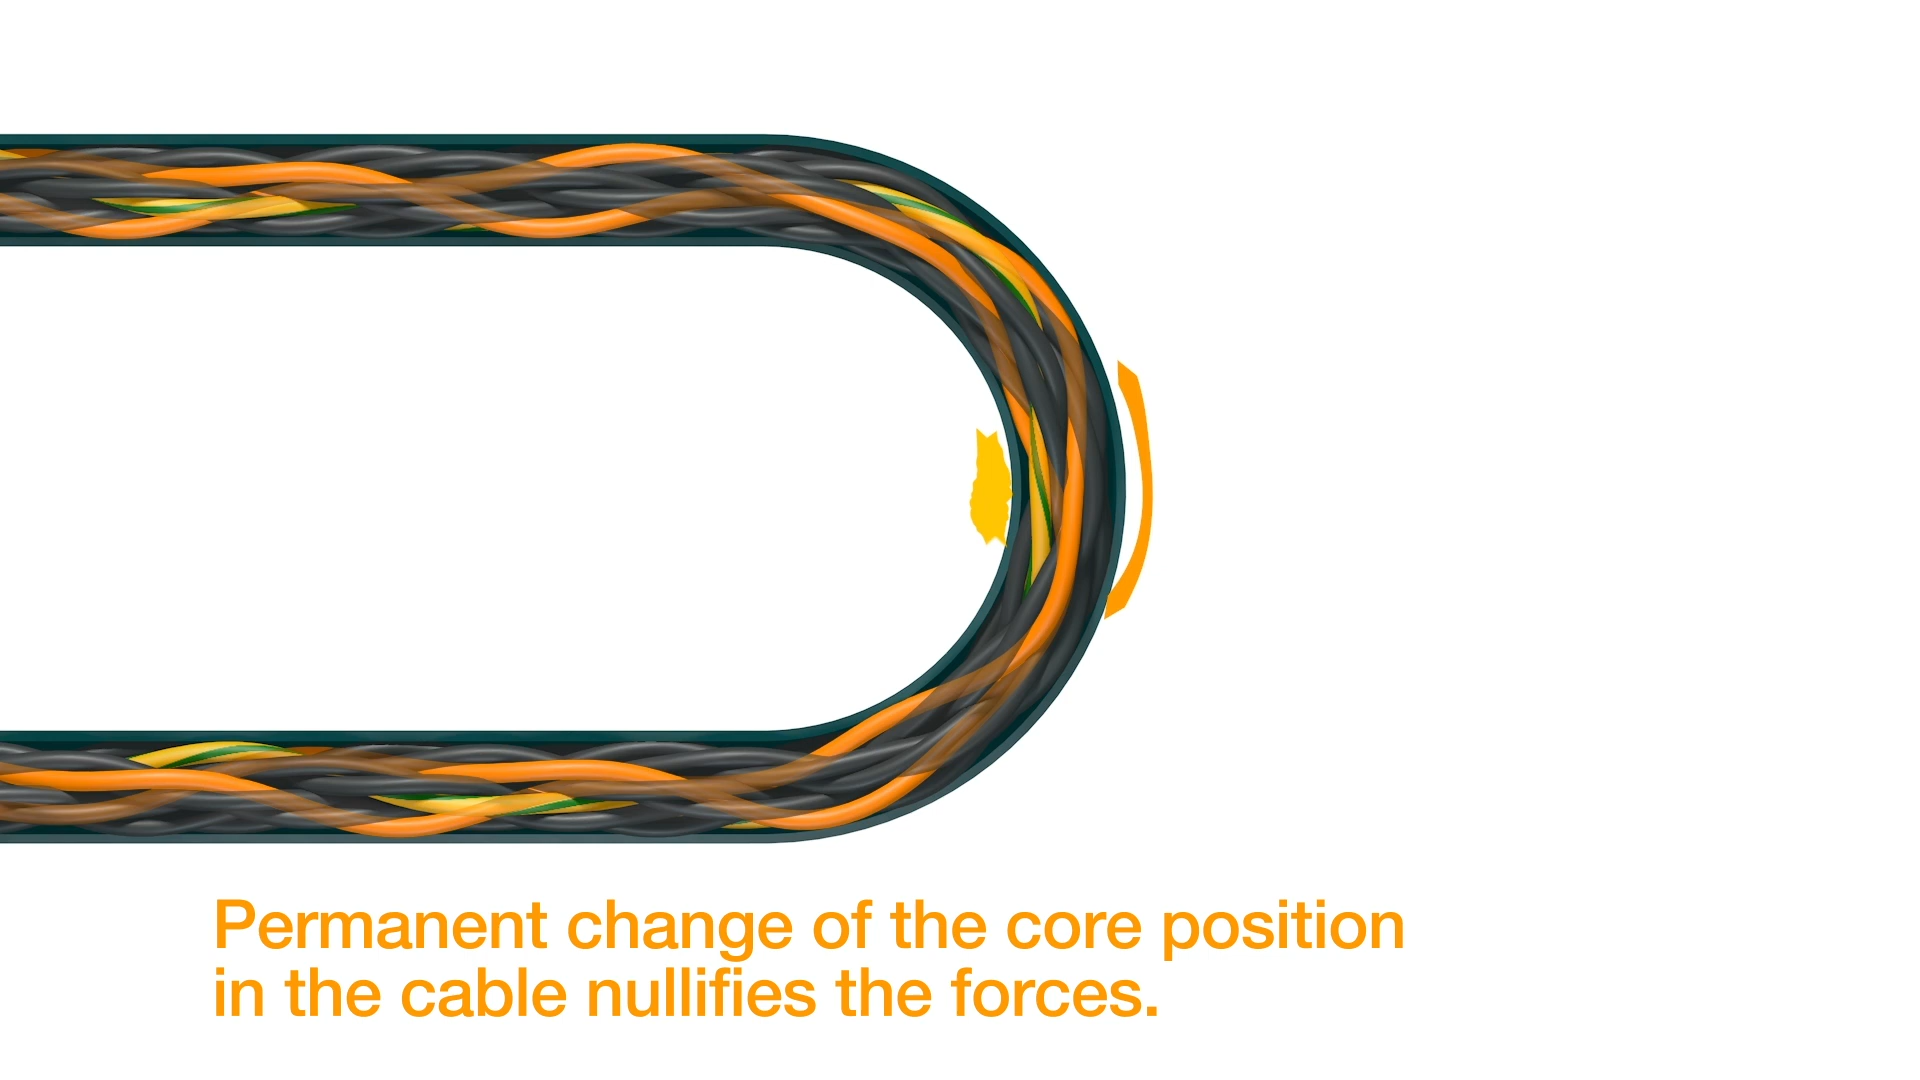 Permanent change of the core position
in the cable nullifies the forces.